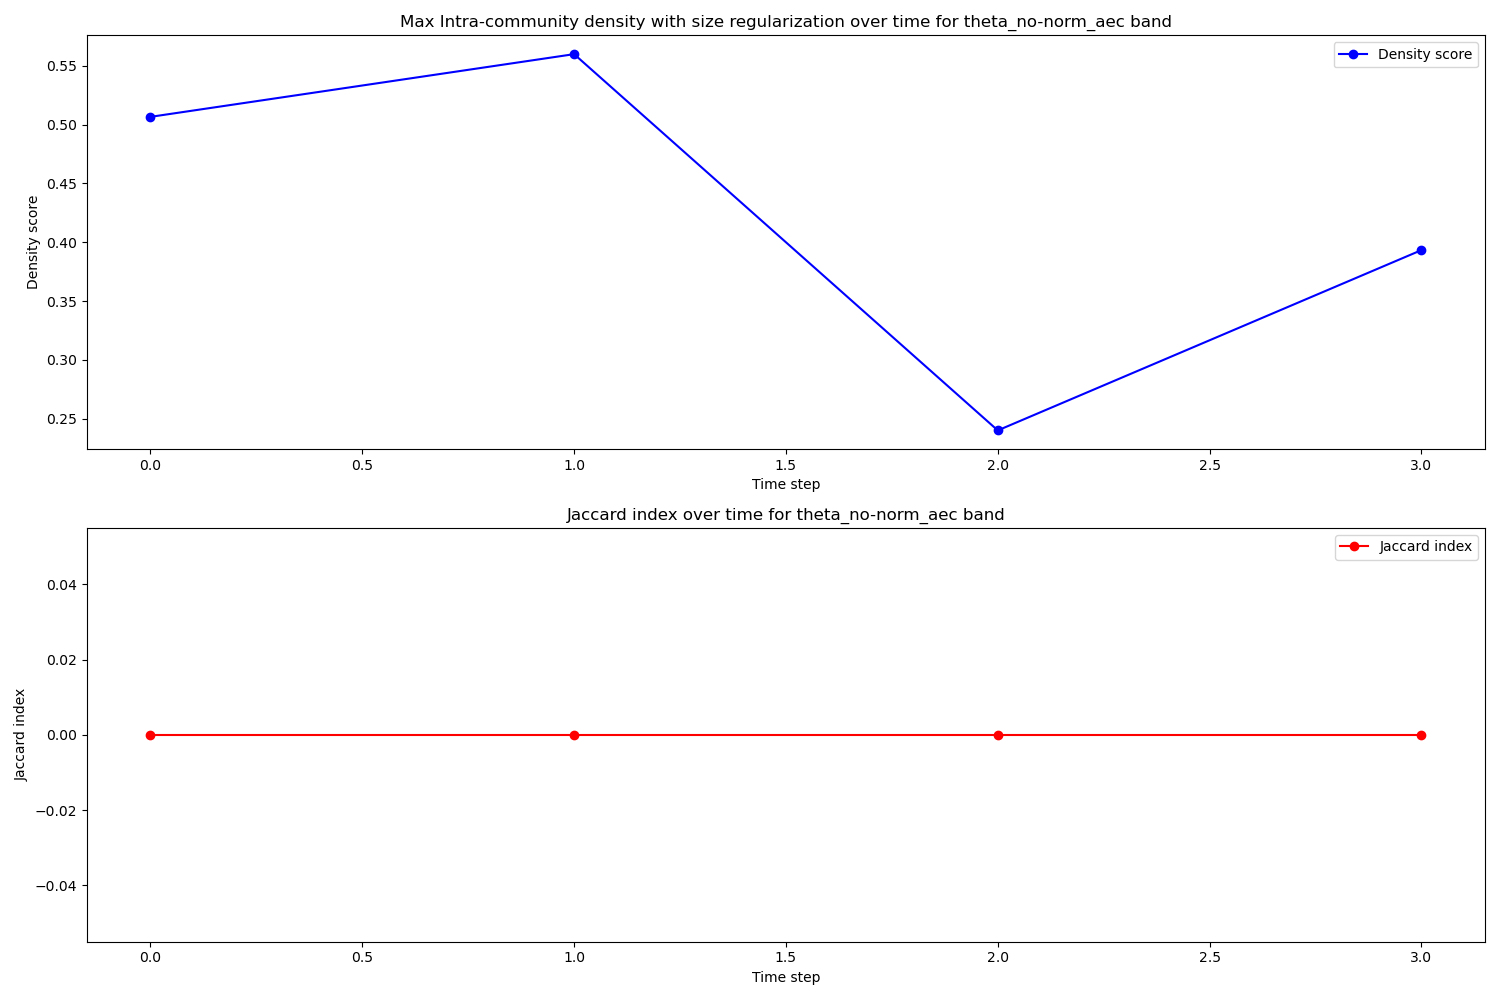 Max Intra-community density with size regularization over time for theta_no-norm_aec band
Density score
0.55
0.50
0.45
0.40
0.35
0.30
0.25
Density score
0.0 0.5 1.0 1.5 2.0 2.5 3.0
Time step
Jaccard index over time for theta_no-norm_aec band
Jaccard index
0.04
0.02
0.00
−0.02
−0.04
Jaccard index
0.0 0.5 1.0 1.5 2.0 2.5 3.0
Time step